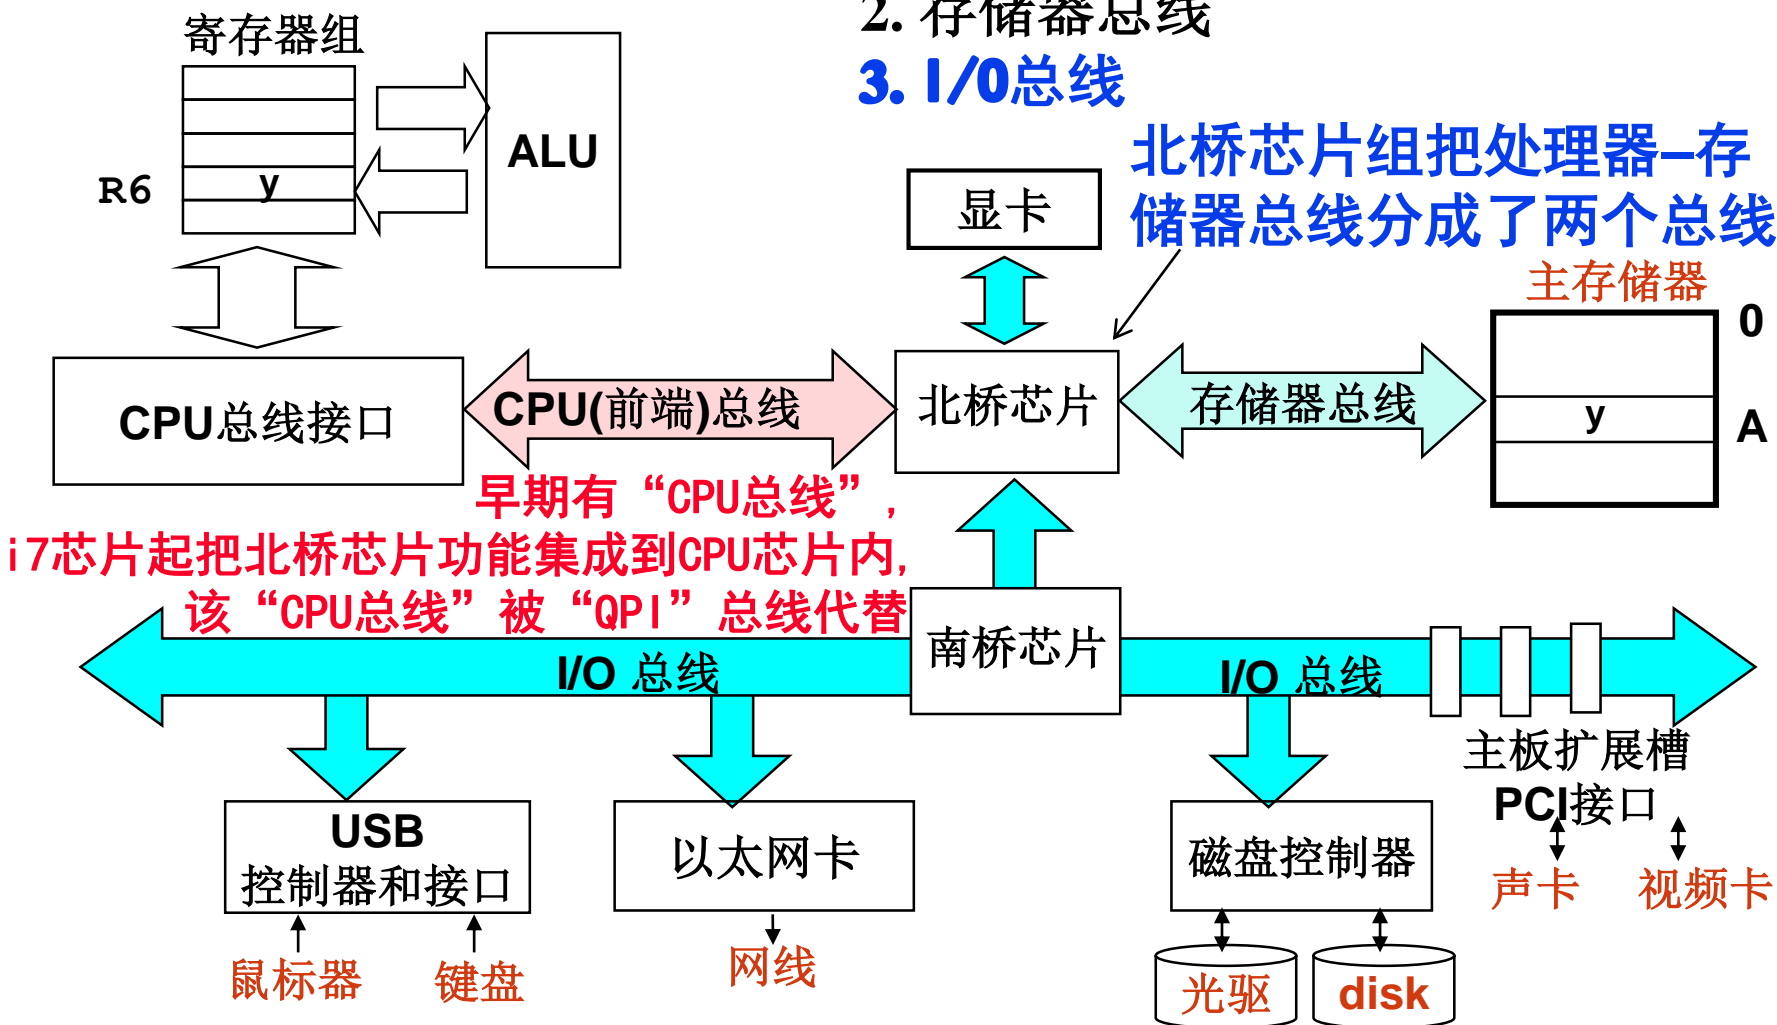 2. 存储器总线
3. I/O总线
寄存器组
ALU
R6
y
北桥芯片组把处理器–存
储器总线分成了两个总线
显卡
主存储器
0
y
A
CPU总线接口
CPU(前端)总线
北桥芯片
存储器总线
早期有“CPU总线”,
i7芯片起把北桥芯片功能集成到CPU芯片内,
该“CPU总线”被“QPI”总线代替
南桥芯片
I/O 总线
I/O 总线
主板扩展槽
PCI接口
USB
控制器和接口
以太网卡
磁盘控制器
声卡
视频卡
鼠标器
键盘
网线
光驱
disk